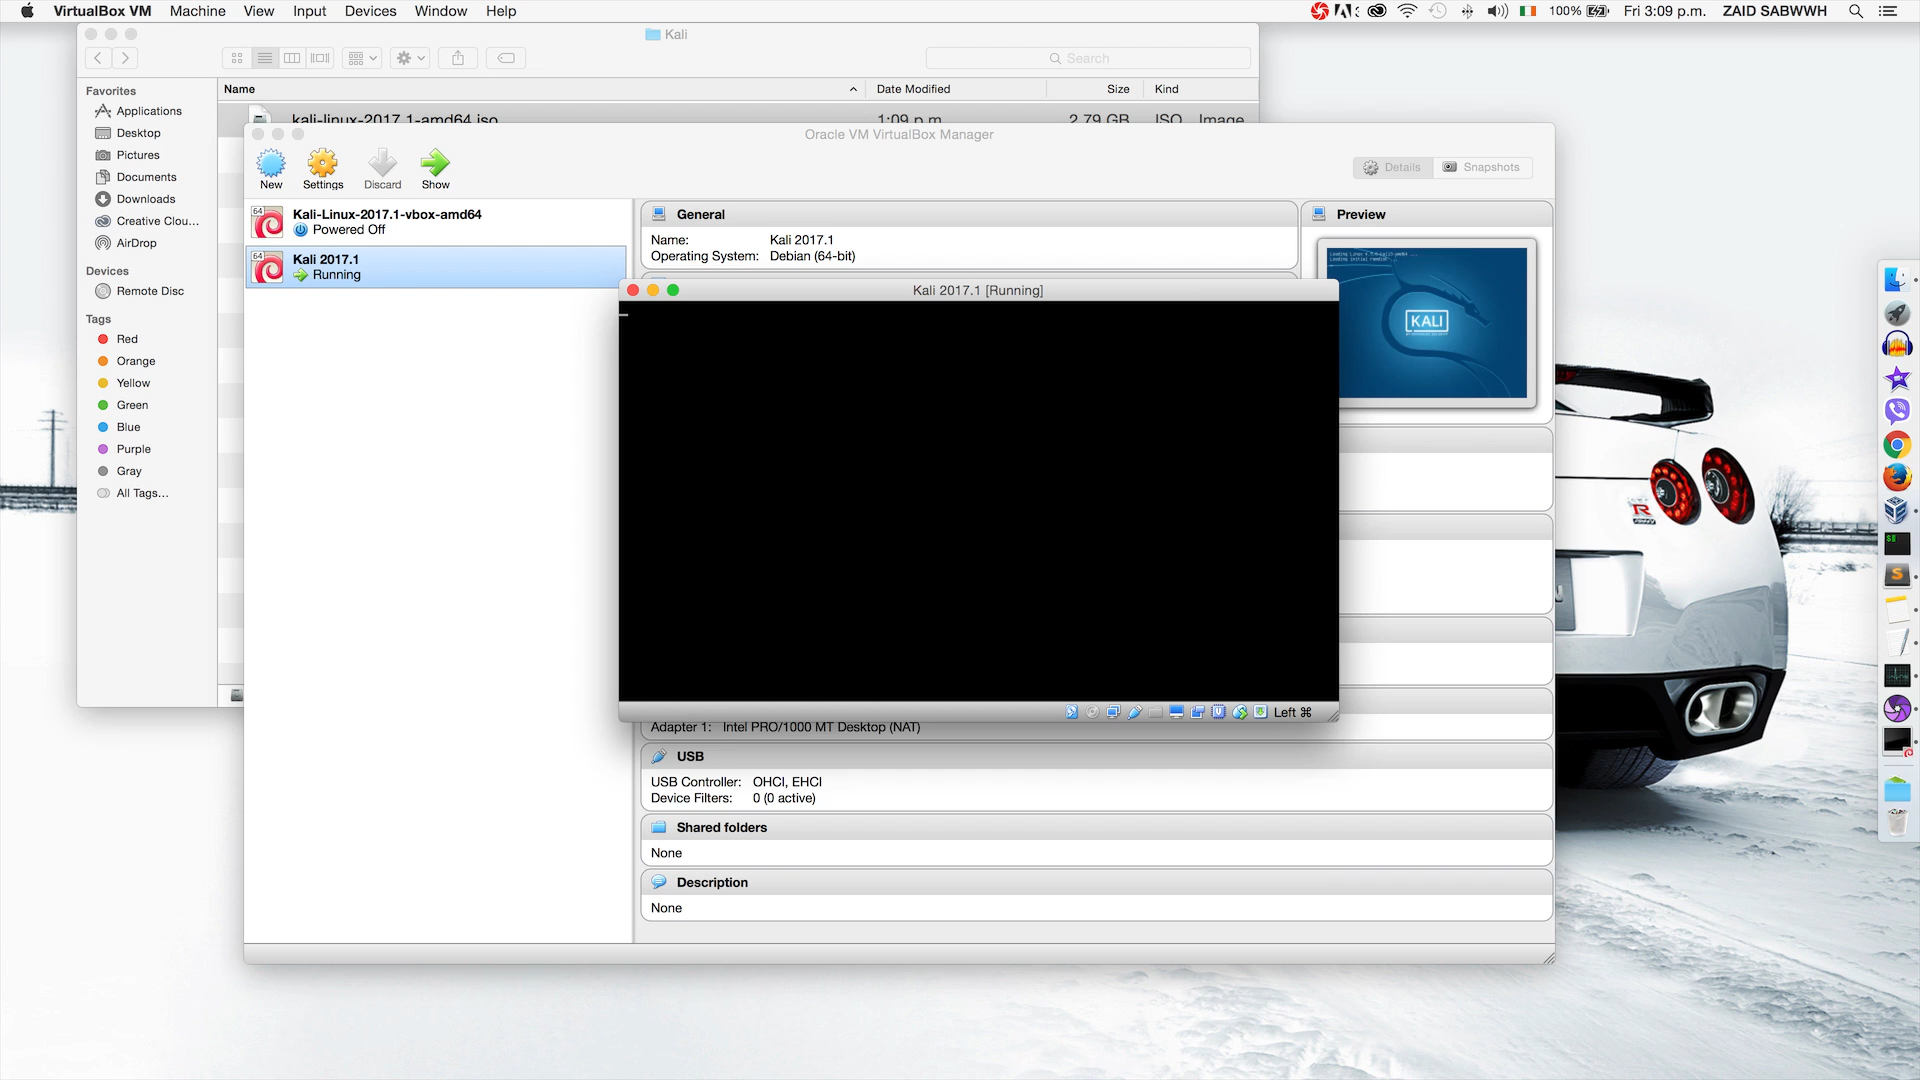 VirtualBox VM Machine View Input Devices Window Help
100% Fri 3:09 p.m. ZAID SABWWH
Kali
Search
Favorites
Applications
Desktop
Pictures
Documents
Downloads
Creative Clou...
AirDrop
Devices
Remote Disc
Tags
Red
Orange
Yellow
Green
Blue
Purple
Gray
All Tags...
Name Date Modified Size Kind
kali-linux-2017.1-amd64.iso 1:09 p.m. 2.79 GB ISO Image
Oracle VM VirtualBox Manager
New Settings Discard Show
Details Snapshots
64
Kali-Linux-2017.1-vbox-amd64
Powered Off
64
Kali 2017.1
Running
General
Name: Kali 2017.1
Operating System: Debian (64-bit)
Preview
KALI
Kali 2017.1 [Running]
Left ⌘
Adapter 1: Intel PRO/1000 MT Desktop (NAT)
USB
USB Controller: OHCI, EHCI
Device Filters: 0 (0 active)
Shared folders
None
Description
None